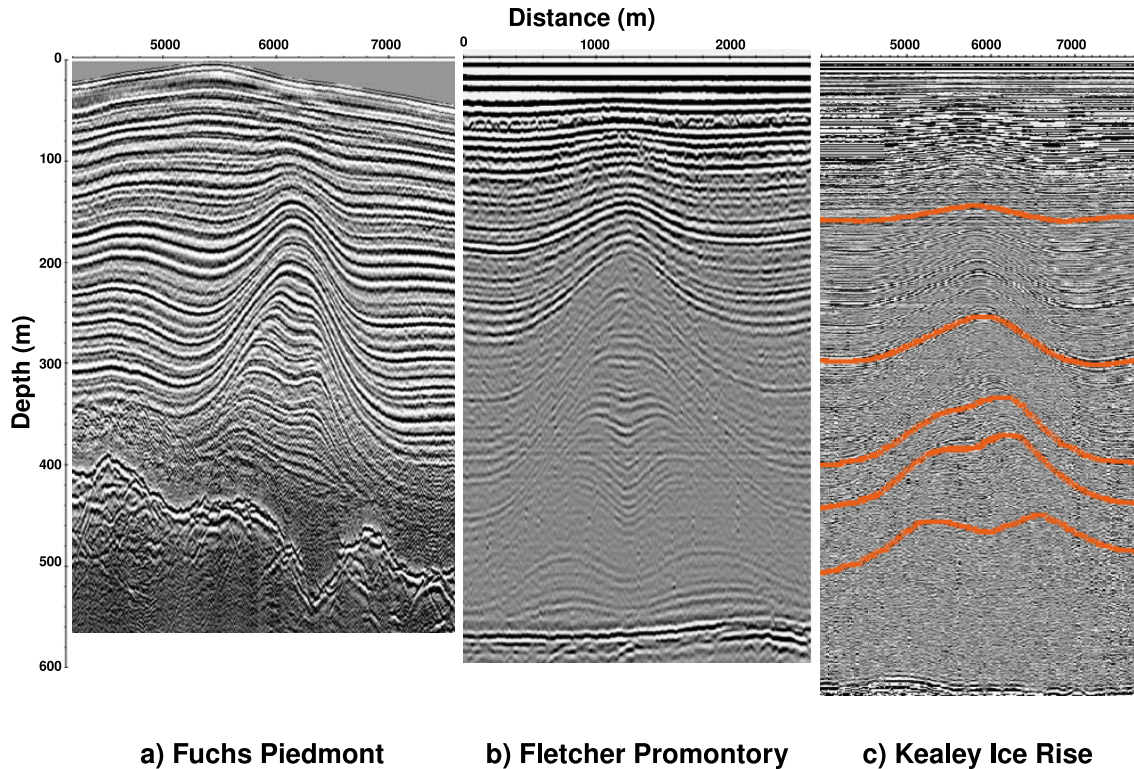 Distance (m)
5000 6000 7000
0 1000 2000
5000 6000 7000
Depth (m)
0
100
200
300
400
500
600
a) Fuchs Piedmont
b) Fletcher Promontory
c) Kealey Ice Rise